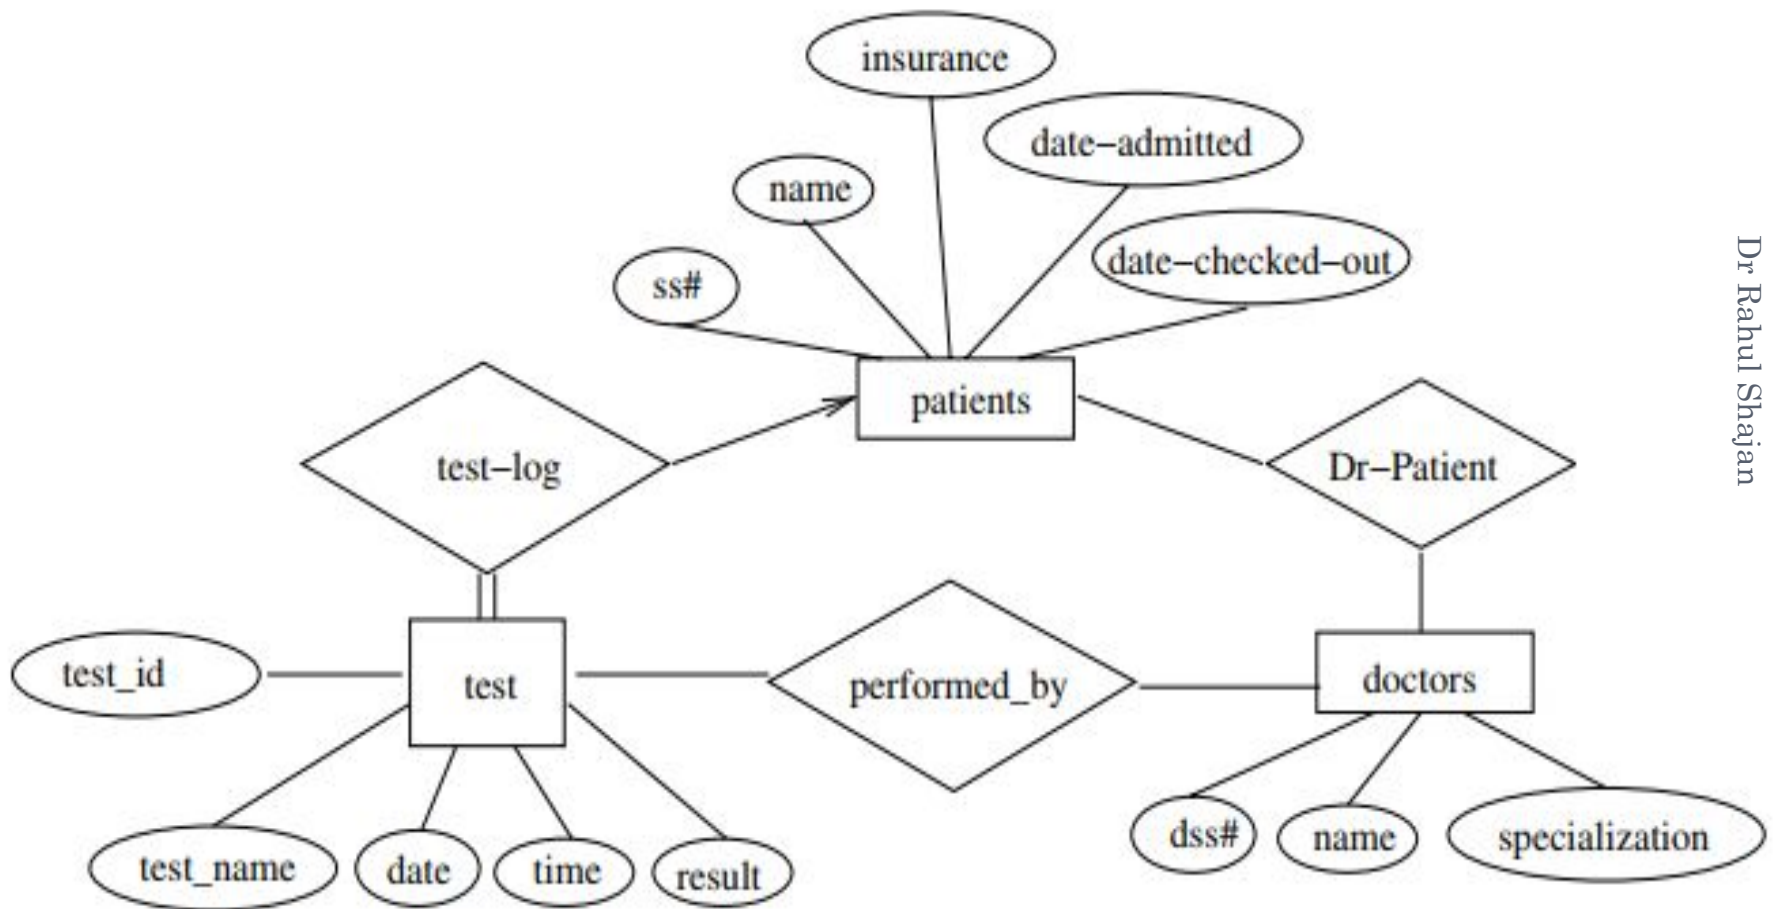 insurance
date–admitted
name
date–checked–out
ss#
patients
test–log
Dr–Patient
test_id
test
performed_by
doctors
test_name
date
time
result
dss#
name
specialization
Dr Rahul Shajan